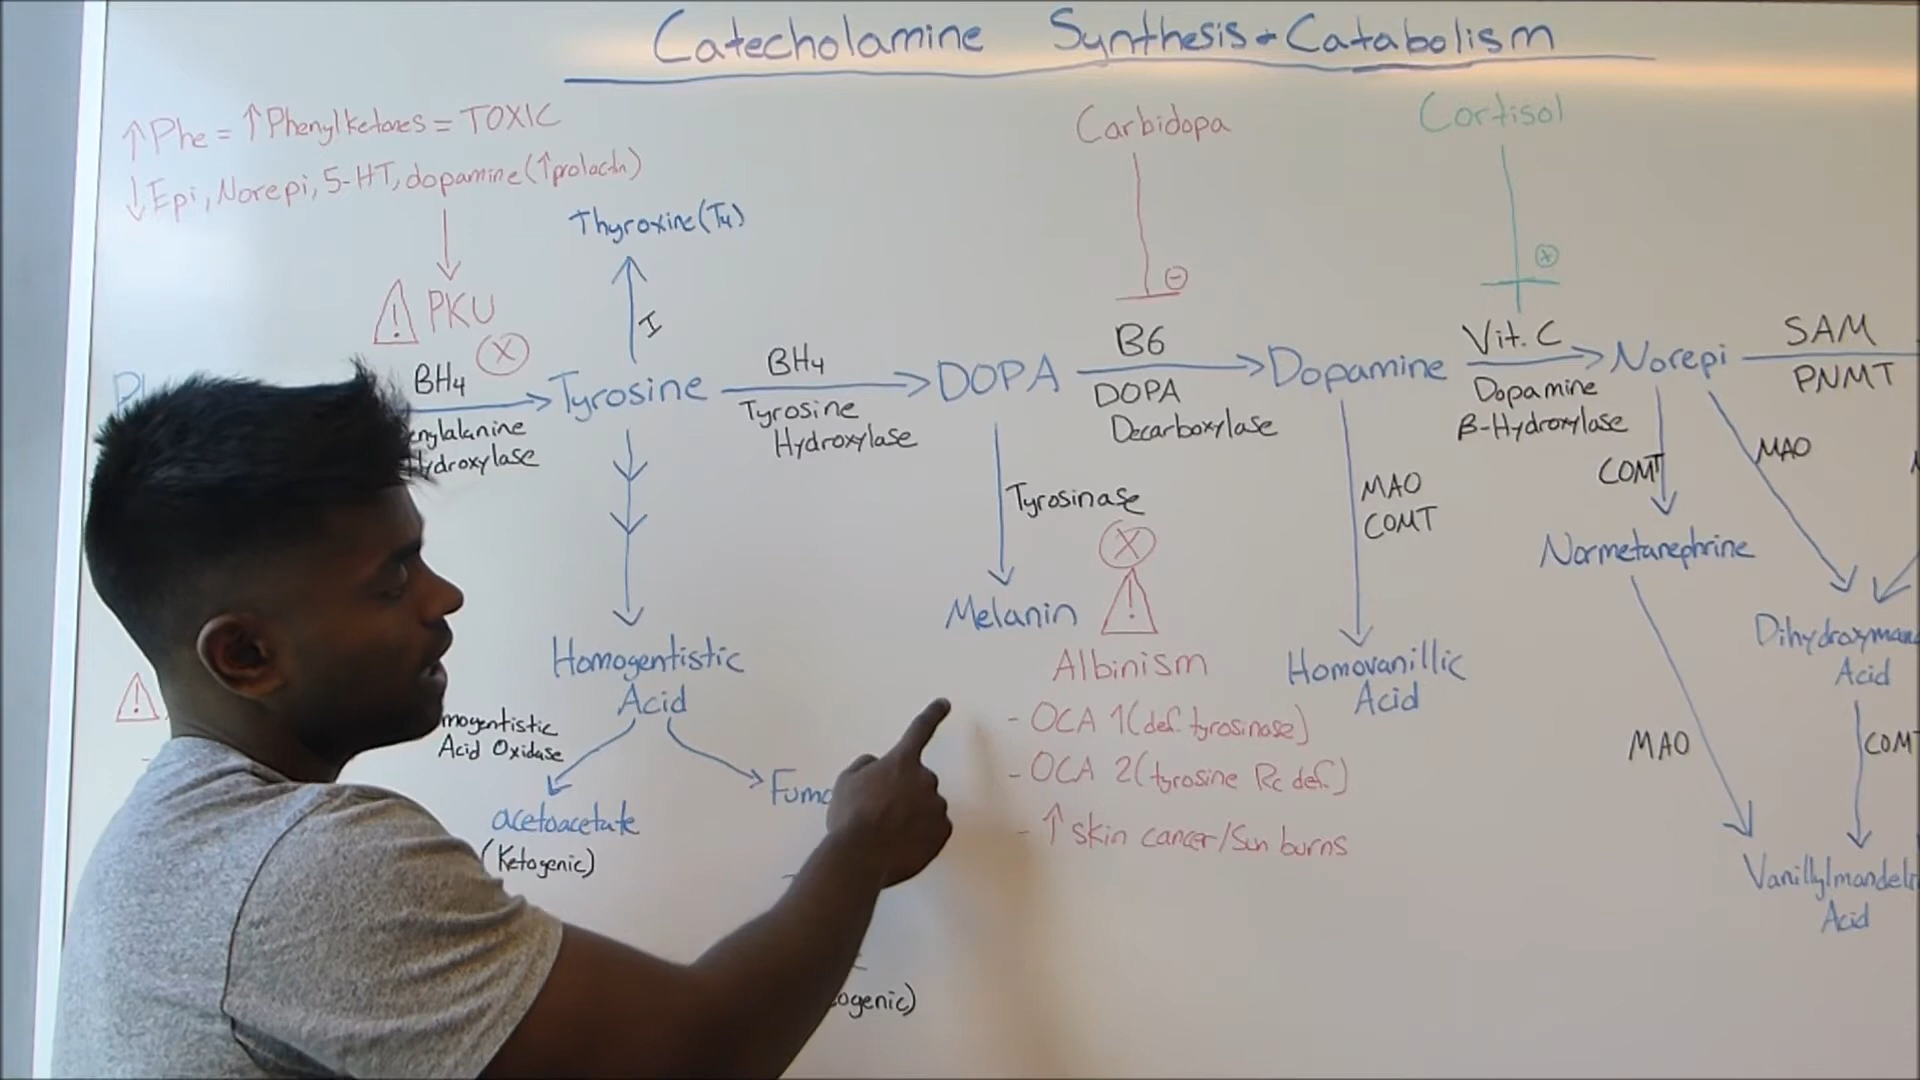 Catecholamine Synthesis + Catabolism
↑Phe = ↑Phenylketones = TOXIC
↓Epi, Norepi, 5-HT, dopamine (↑prolactin)
Carbidopa
Cortisol
Thyroxine (T4)
⊖
⊕
PKU
I
BH4
Tyrosine
BH4
DOPA
B6
Dopamine
Vit. C
Norepi
SAM
Hydroxylase
Tyrosine
Hydroxylase
DOPA
Decarboxylase
Dopamine
β-Hydroxylase
PNMT
Tyrosinase
MAO
COMT
COMT
MAO
Normetanephrine
Melanin
Homogentistic
Acid
Albinism
- OCA 1 (def. tyrosinase)
- OCA 2 (tyrosine Rc def.)
- ↑ skin cancer/Sun burns
Homovanillic
Acid
Acid
MAO
COMT
Acid Oxidase
acetoacetate
(Ketogenic)
Acid